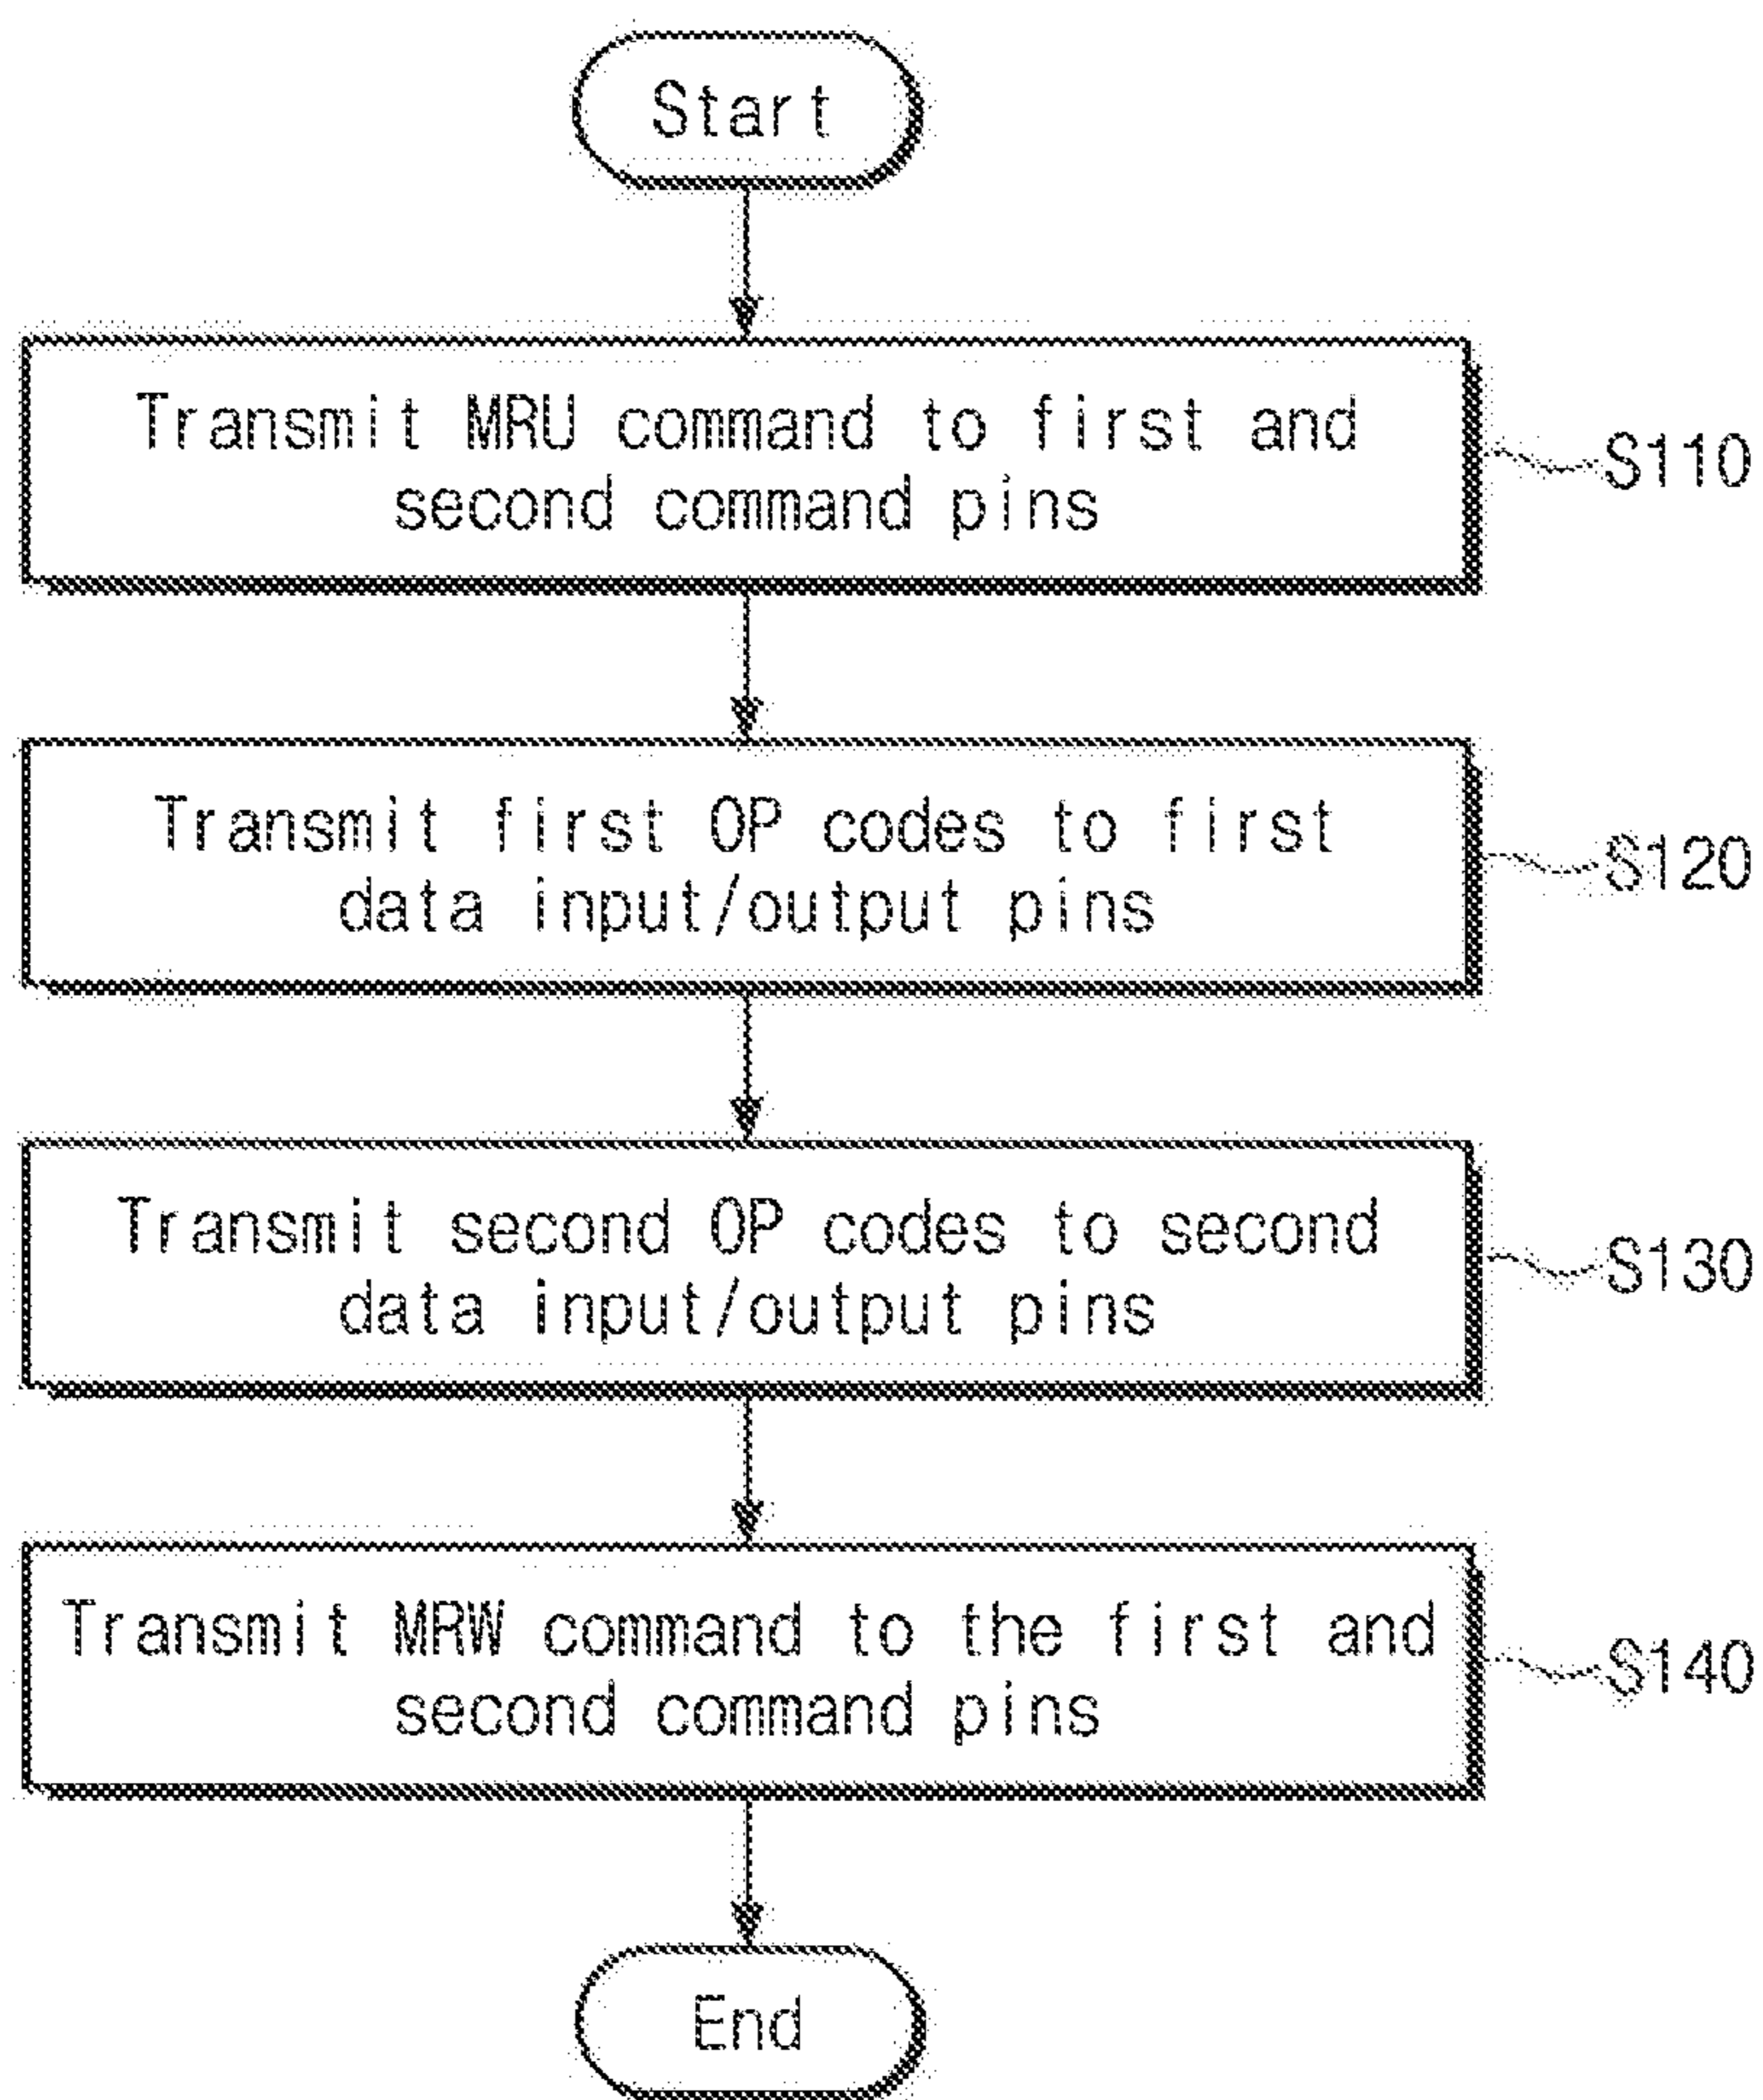 Start
Transmit MRU command to first and
second command pins
S110
Transmit first OP codes to first
data input/output pins
S120
Transmit second OP codes to second
data input/output pins
S130
Transmit MRW command to the first and
second command pins
S140
End